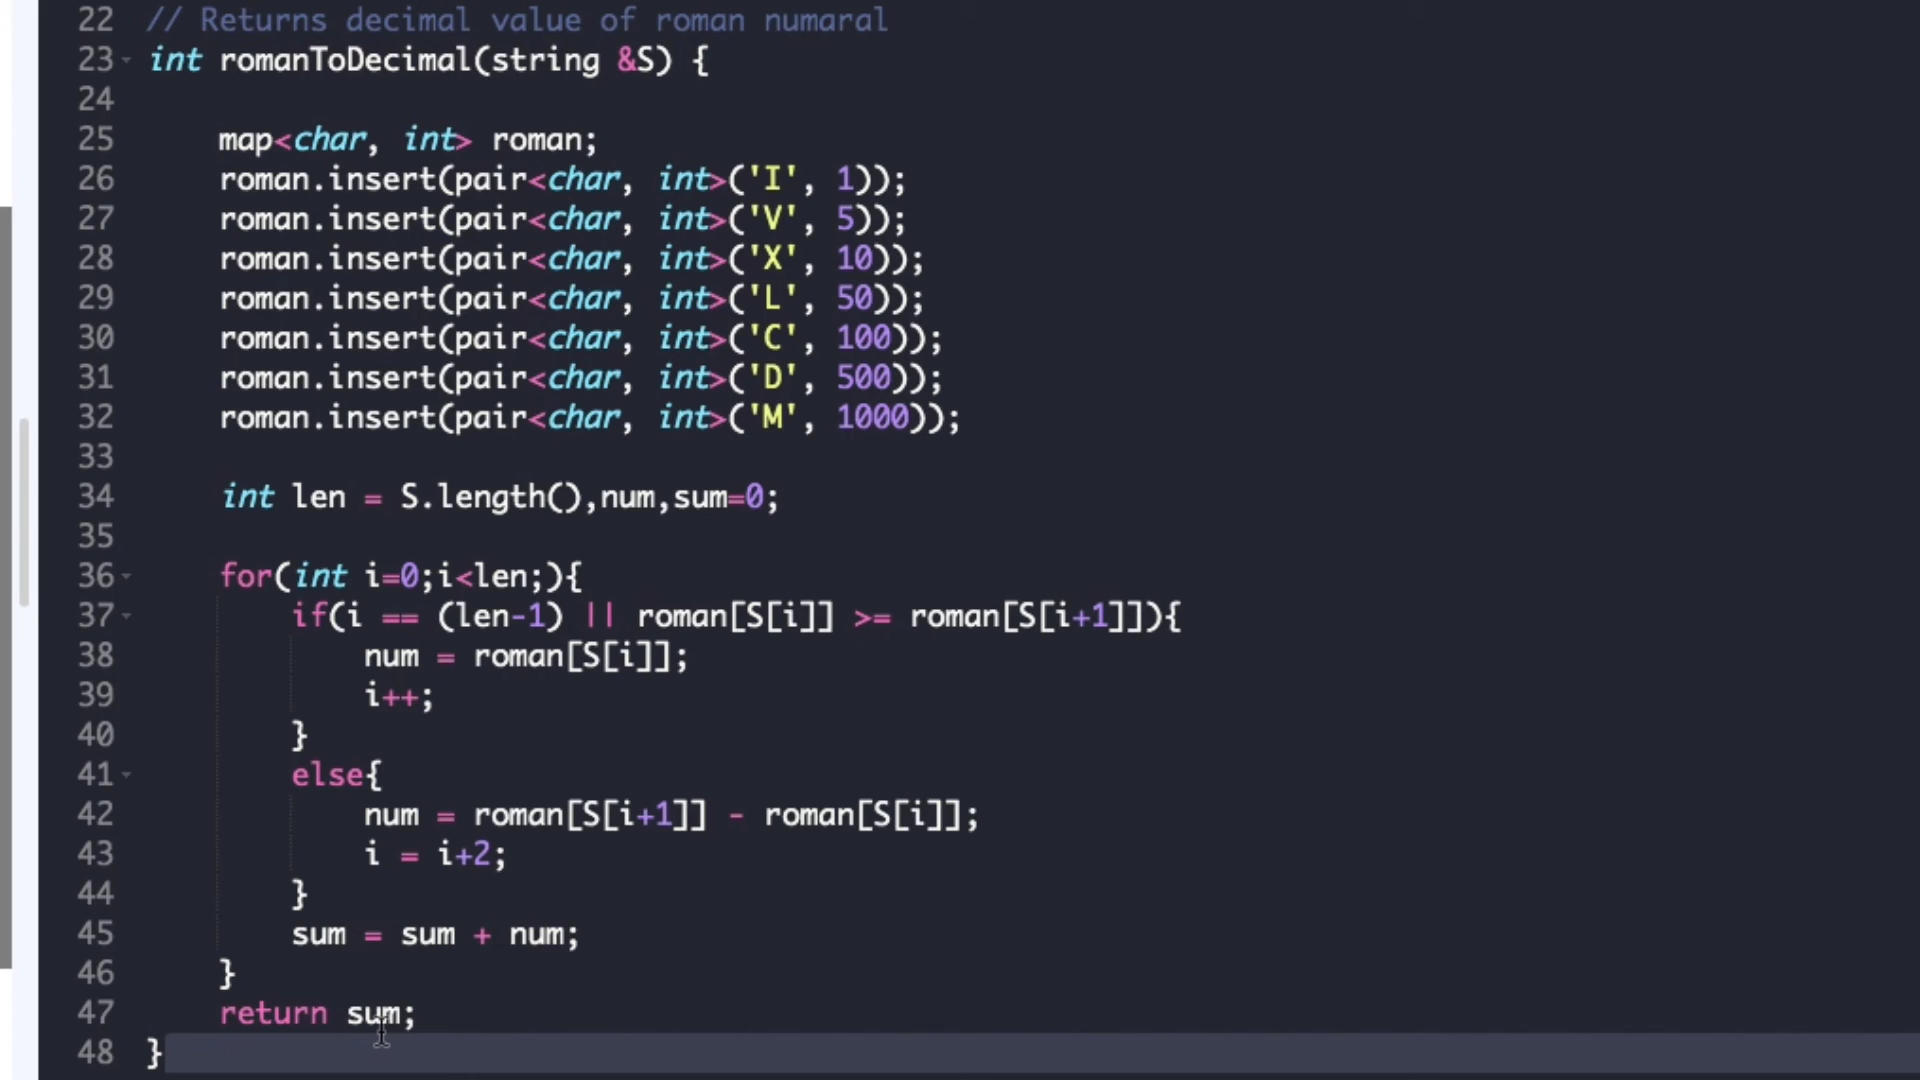 22 // Returns decimal value of roman numaral
23 int romanToDecimal(string &S) {
24
25 map<char, int> roman;
26 roman.insert(pair<char, int>('I', 1));
27 roman.insert(pair<char, int>('V', 5));
28 roman.insert(pair<char, int>('X', 10));
29 roman.insert(pair<char, int>('L', 50));
30 roman.insert(pair<char, int>('C', 100));
31 roman.insert(pair<char, int>('D', 500));
32 roman.insert(pair<char, int>('M', 1000));
33
34 int len = S.length(),num,sum=0;
35
36 for(int i=0;i<len;){
37 if(i == (len-1) || roman[S[i]] >= roman[S[i+1]]){
38 num = roman[S[i]];
39 i++;
40 }
41 else{
42 num = roman[S[i+1]] - roman[S[i]];
43 i = i+2;
44 }
45 sum = sum + num;
46 }
47 return sum;
48 }